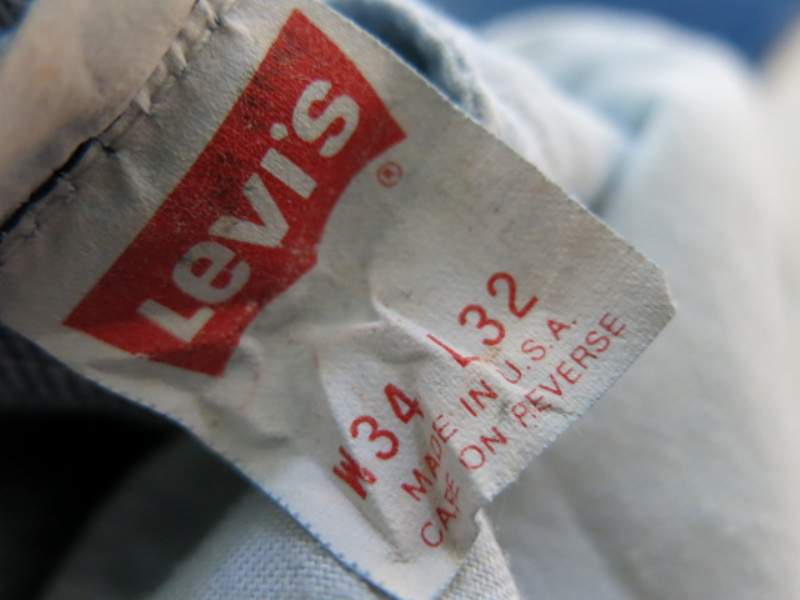 Levi's
®
W34 L32
MADE IN U.S.A.
CARE ON REVERSE